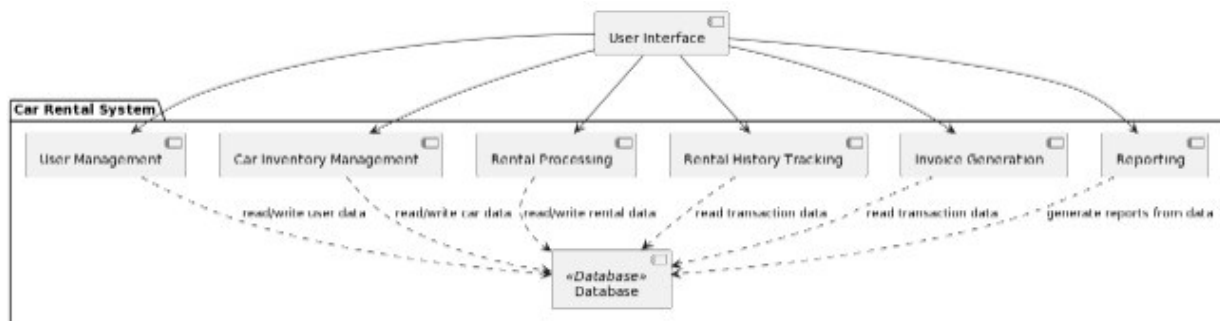 User Interface
Car Rental System
User Management
Car Inventory Management
Rental Processing
Rental History Tracking
Invoice Generation
Reporting
read/write user data
read/write car data
read/write rental data
read transaction data
read transaction data
generate reports from data
«Database»
Database